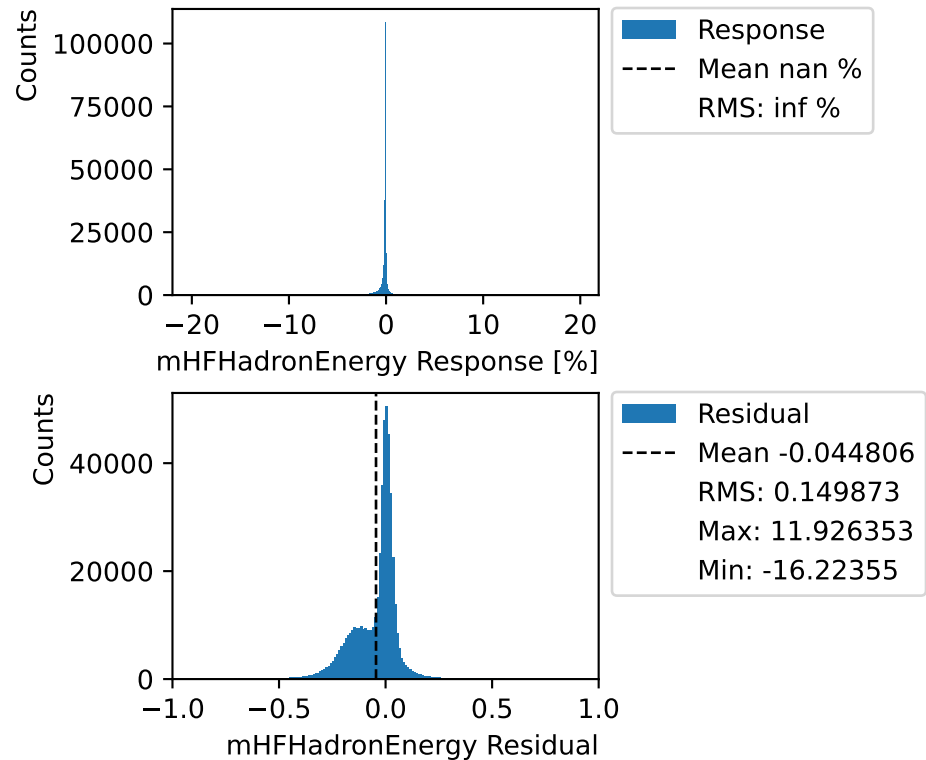 Counts
100000
75000
50000
25000
0
−20 −10 0 10 20
mHFHadronEnergy Response [%]
Response
Mean nan %
RMS: inf %
Counts
40000
20000
0
−1.0 −0.5 0.0 0.5 1.0
mHFHadronEnergy Residual
Residual
Mean -0.044806
RMS: 0.149873
Max: 11.926353
Min: -16.22355